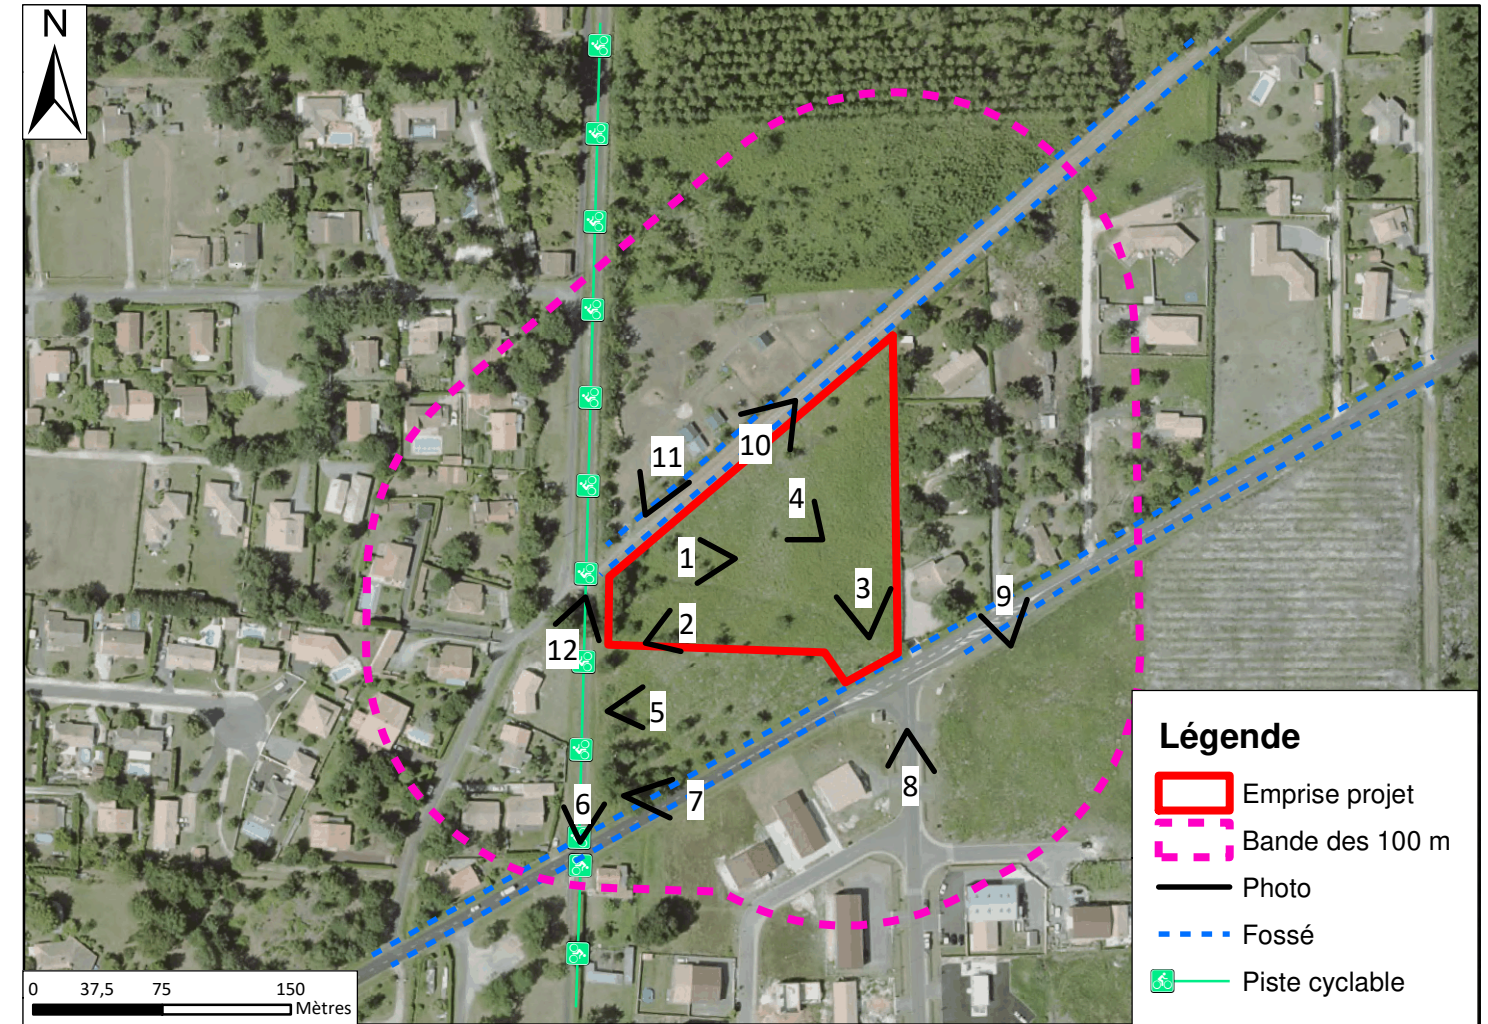 N
11
10
4
1
3
9
2
12
5
6
7
8
Légende
Emprise projet
Bande des 100 m
Photo
Fossé
Piste cyclable
0 37,5 75 150
Mètres